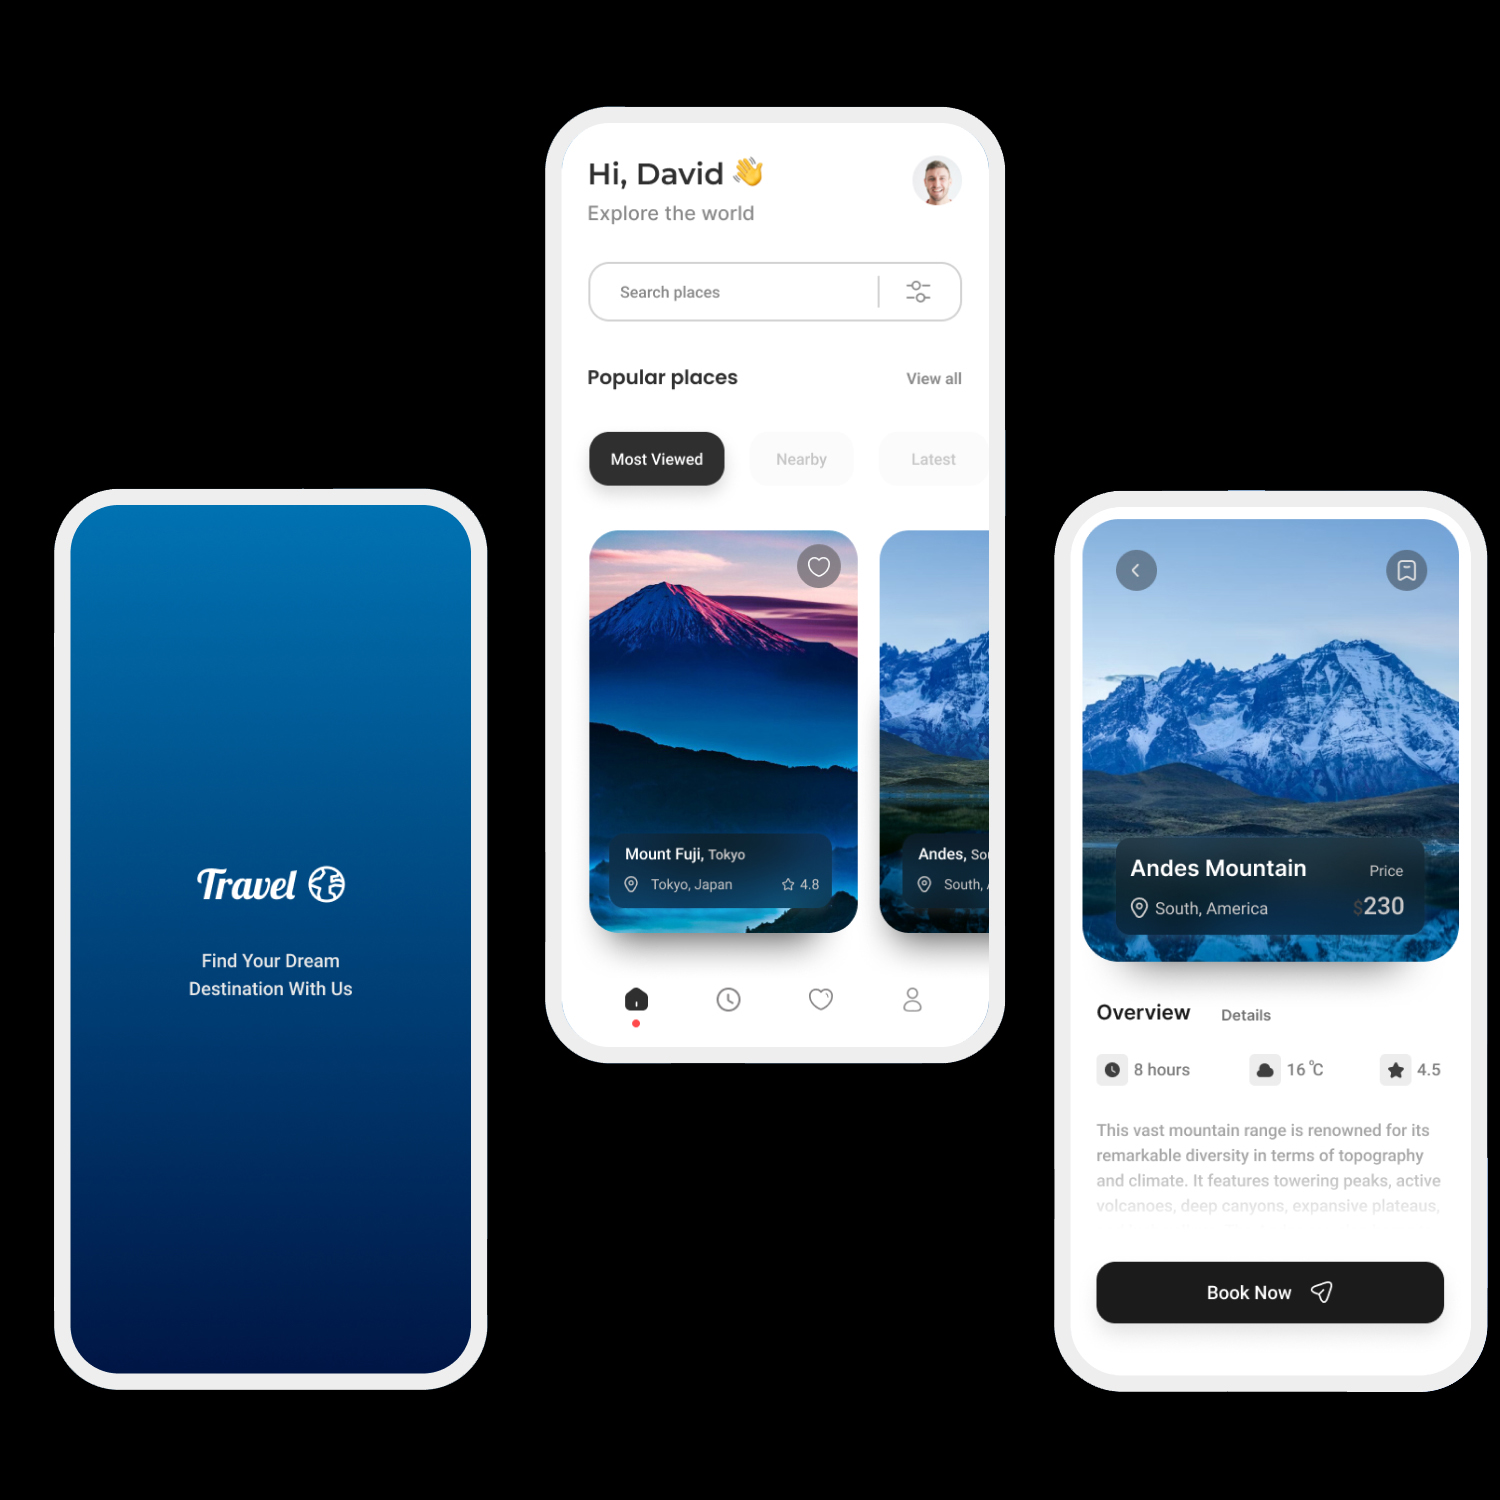 Travel
Find Your Dream
Destination With Us
Hi, David 👋
Explore the world
Search places
Popular places
View all
Most Viewed
Nearby
Latest
Mount Fuji, Tokyo
Tokyo, Japan
4.8
Andes,
South,
Andes Mountain
Price
South, America
$230
Overview
Details
8 hours
16 °C
4.5
This vast mountain range is renowned for its
remarkable diversity in terms of topography
and climate. It features towering peaks, active
volcanoes, deep canyons, expansive plateaus,
Book Now